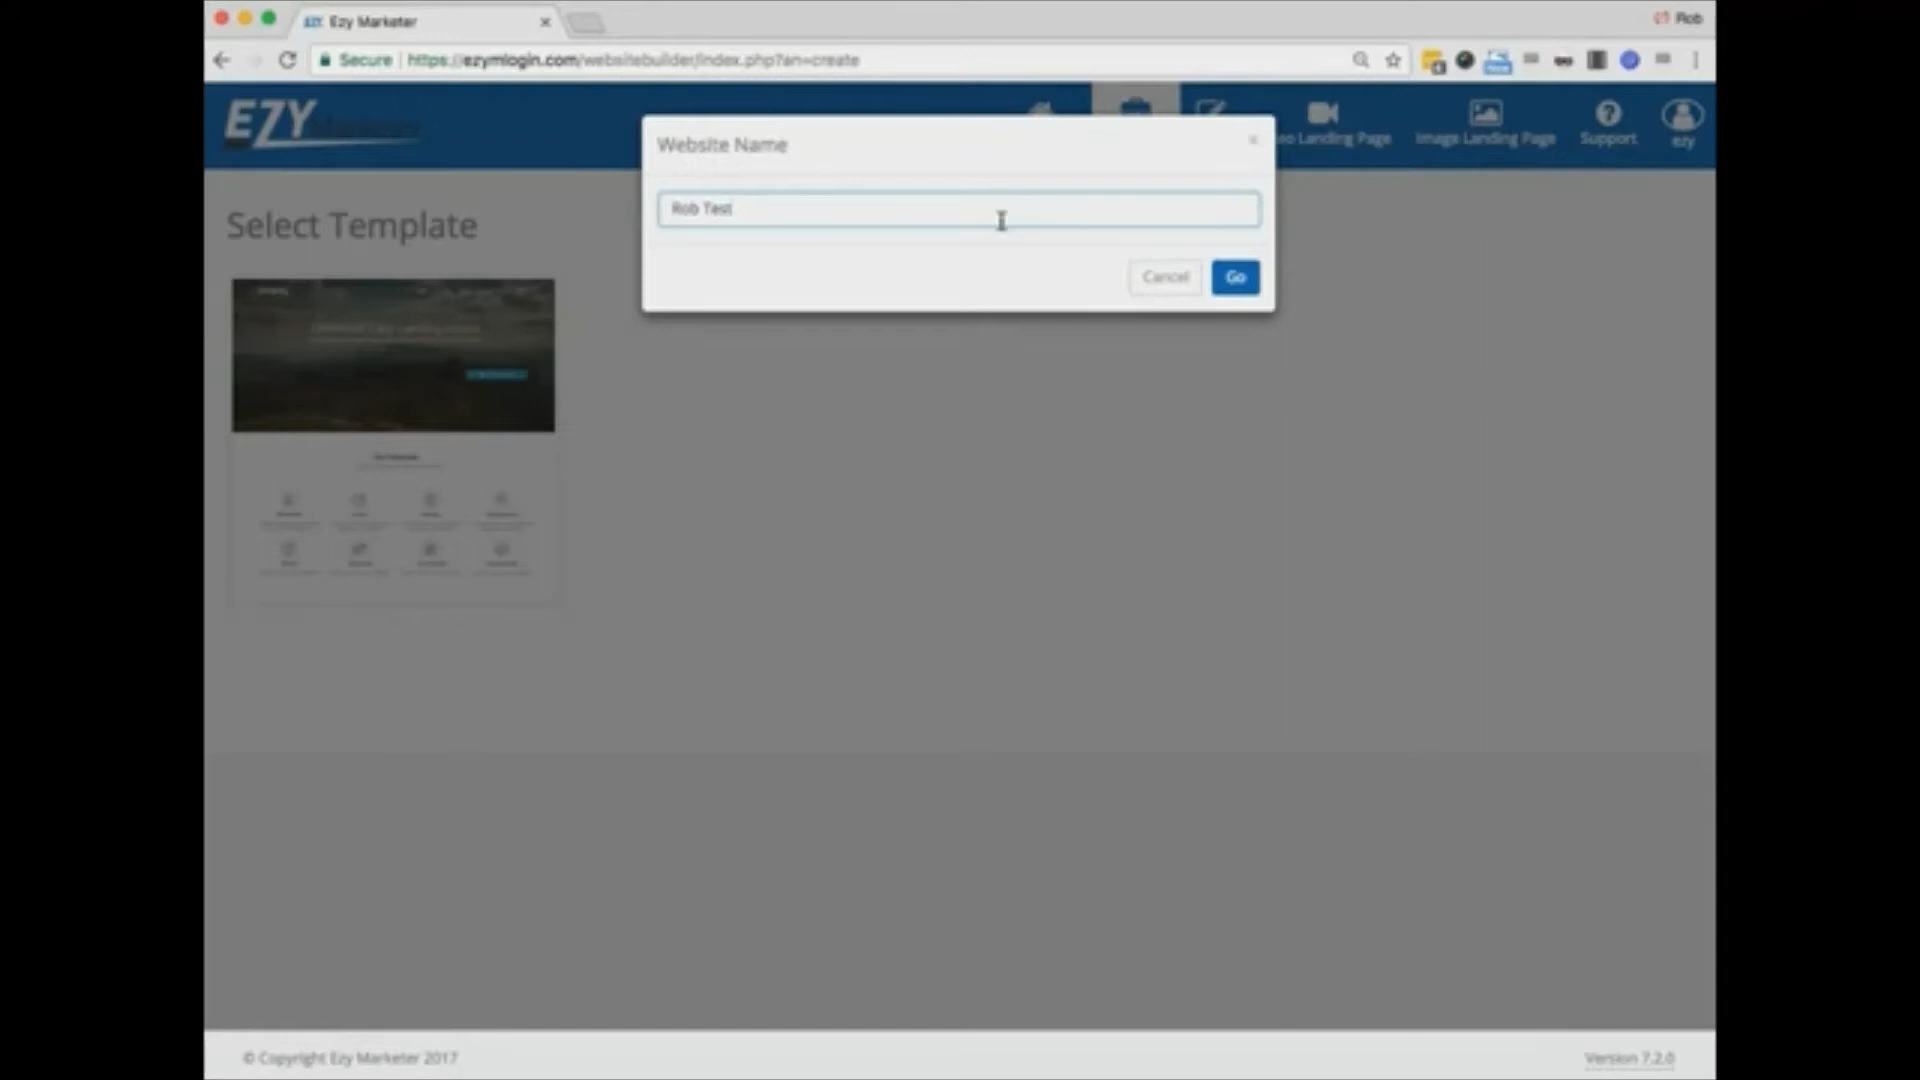 Ezy Marketer
Rob
Secure | https://ezymlogin.com/websitebuilder/index.php?an=create
EZY
Landing Page
Image Landing Page
Support
ezy
Website Name
Rob Test
Cancel
Go
Select Template
© Copyright Ezy Marketer 2017
Version 7.2.0